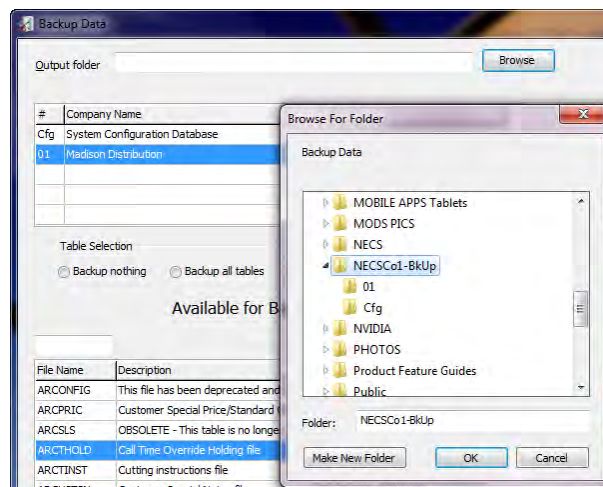 Backup Data
Output folder
Browse
# Company Name
Cfg System Configuration Database
01 Madison Distribution
Table Selection
Backup nothing Backup all tables
Available for B
File Name Description
ARCONFIG This file has been deprecated and
ARCPRIC Customer Special Price/Standard
ARCSLS OBSOLETE - This table is no longe
ARCTHOLD Call Time Override Holding file
ARCTINST Cutting instructions file
Browse For Folder
Backup Data
MOBILE APPS Tablets
MODS PICS
NECS
NECSCo1-BkUp
01
Cfg
NVIDIA
PHOTOS
Product Feature Guides
Public
Folder: NECSCo1-BkUp
Make New Folder OK Cancel